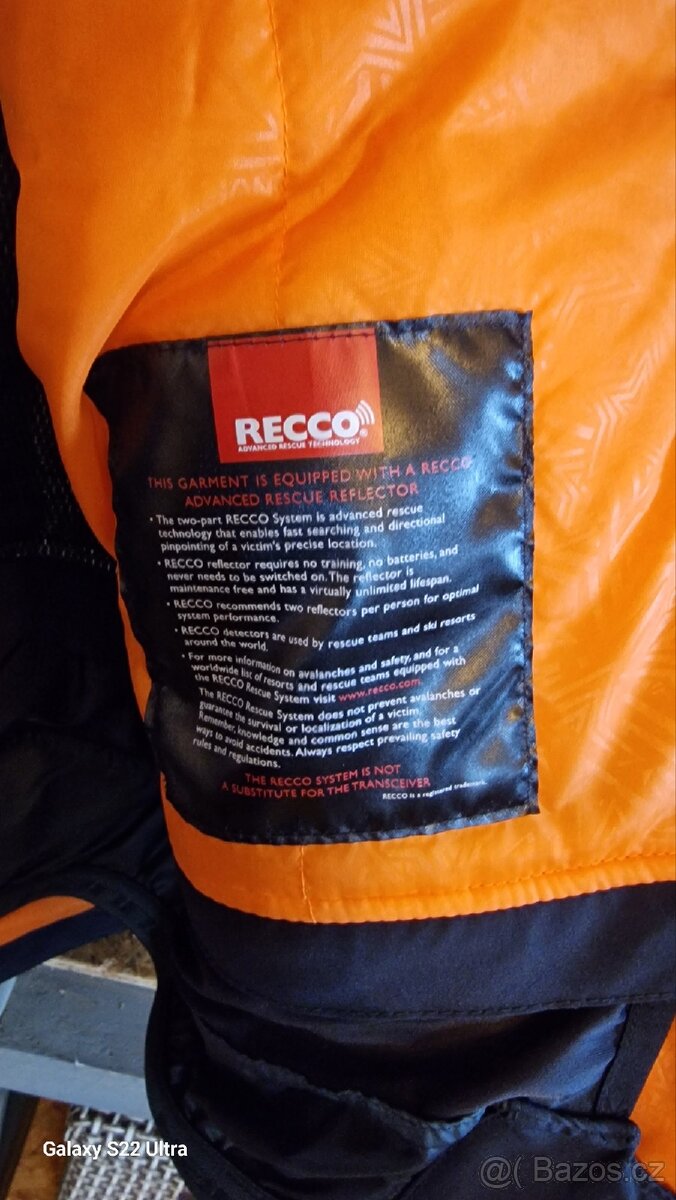 RECCO®
ADVANCED RESCUE TECHNOLOGY
THIS GARMENT IS EQUIPPED WITH A RECCO
ADVANCED RESCUE REFLECTOR
• The two-part RECCO System is advanced rescue
technology that enables fast searching and directional
pinpointing of a victim's precise location.
• RECCO reflector requires no training, no batteries, and
never needs to be switched on. The reflector is
maintenance free and has a virtually unlimited lifespan.
• RECCO recommends two reflectors per person for optimal
system performance.
• RECCO detectors are used by rescue teams and ski resorts
around the world.
• For more information on avalanches and safety, and for a
worldwide list of resorts and rescue teams equipped with
the RECCO Rescue System visit www.recco.com.
The RECCO Rescue System does not prevent avalanches or
guarantee the survival or localization of a victim.
Remember, knowledge and common sense are the best
ways to avoid accidents. Always respect prevailing safety
rules and regulations.
THE RECCO SYSTEM IS NOT
A SUBSTITUTE FOR THE TRANSCEIVER
RECCO is a registered trademark.
Galaxy S22 Ultra
@( Bazos.cz